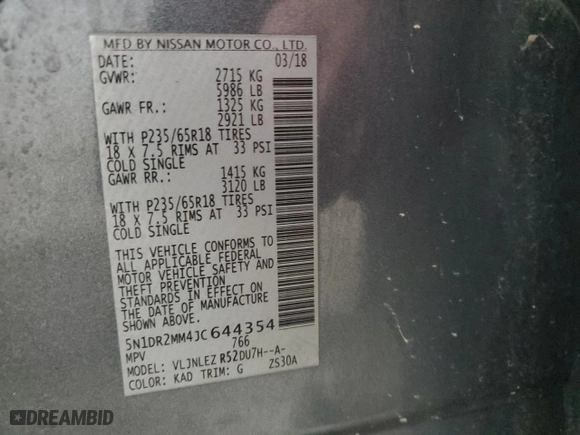 MFD BY NISSAN MOTOR CO., LTD.
DATE: 03/18
GVWR: 2715 KG
5986 LB
GAWR FR.: 1325 KG
2921 LB
WITH P235/65R18 TIRES
18 X 7.5 RIMS AT 33 PSI
COLD SINGLE
GAWR RR.: 1415 KG
3120 LB
WITH P235/65R18 TIRES
18 X 7.5 RIMS AT 33 PSI
COLD SINGLE
THIS VEHICLE CONFORMS TO
ALL APPLICABLE FEDERAL
MOTOR VEHICLE SAFETY AND
THEFT PREVENTION
STANDARDS IN EFFECT ON
THE DATE OF MANUFACTURE
SHOWN ABOVE.
5N1DR2MM4JC644354
MPV 766
MODEL: VLJNLEZ R52DU7H--A-
COLOR: KAD TRIM: G ZS30A
DREAMBID